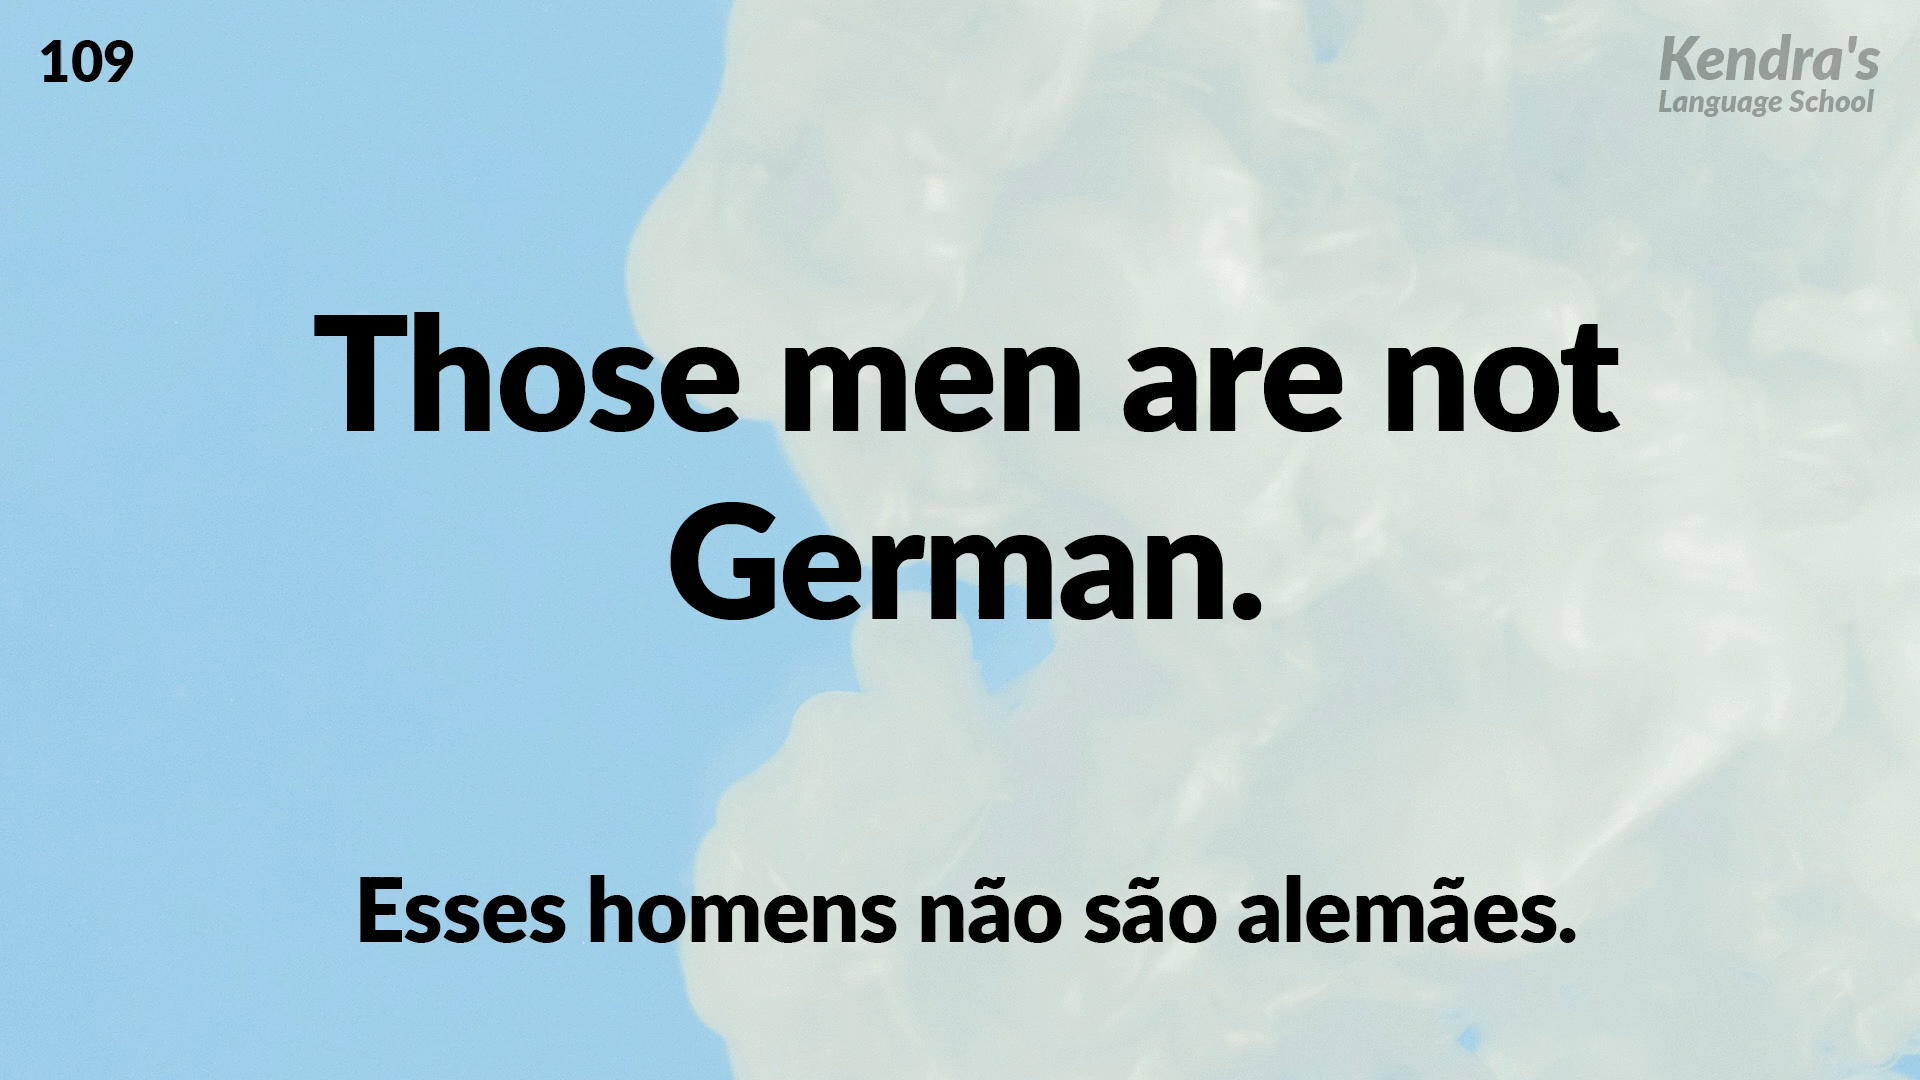 109
Kendra's
Language School
Those men are not
German.
Esses homens não são alemães.